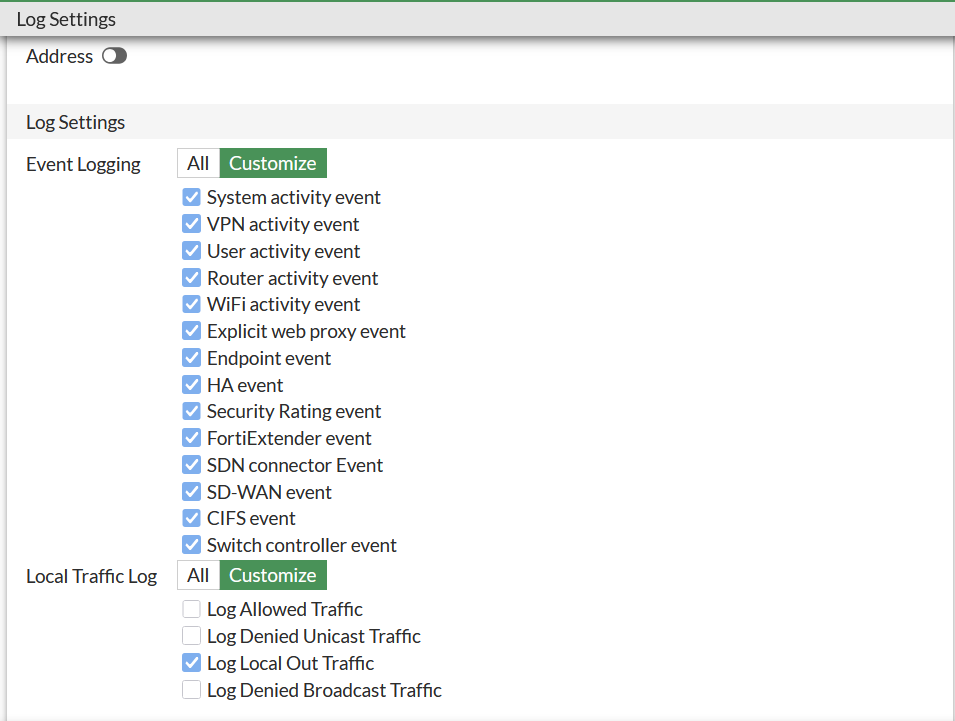 Log Settings
Address
Log Settings
Event Logging All Customize
System activity event
VPN activity event
User activity event
Router activity event
WiFi activity event
Explicit web proxy event
Endpoint event
HA event
Security Rating event
FortiExtender event
SDN connector Event
SD-WAN event
CIFS event
Switch controller event
Local Traffic Log All Customize
Log Allowed Traffic
Log Denied Unicast Traffic
Log Local Out Traffic
Log Denied Broadcast Traffic